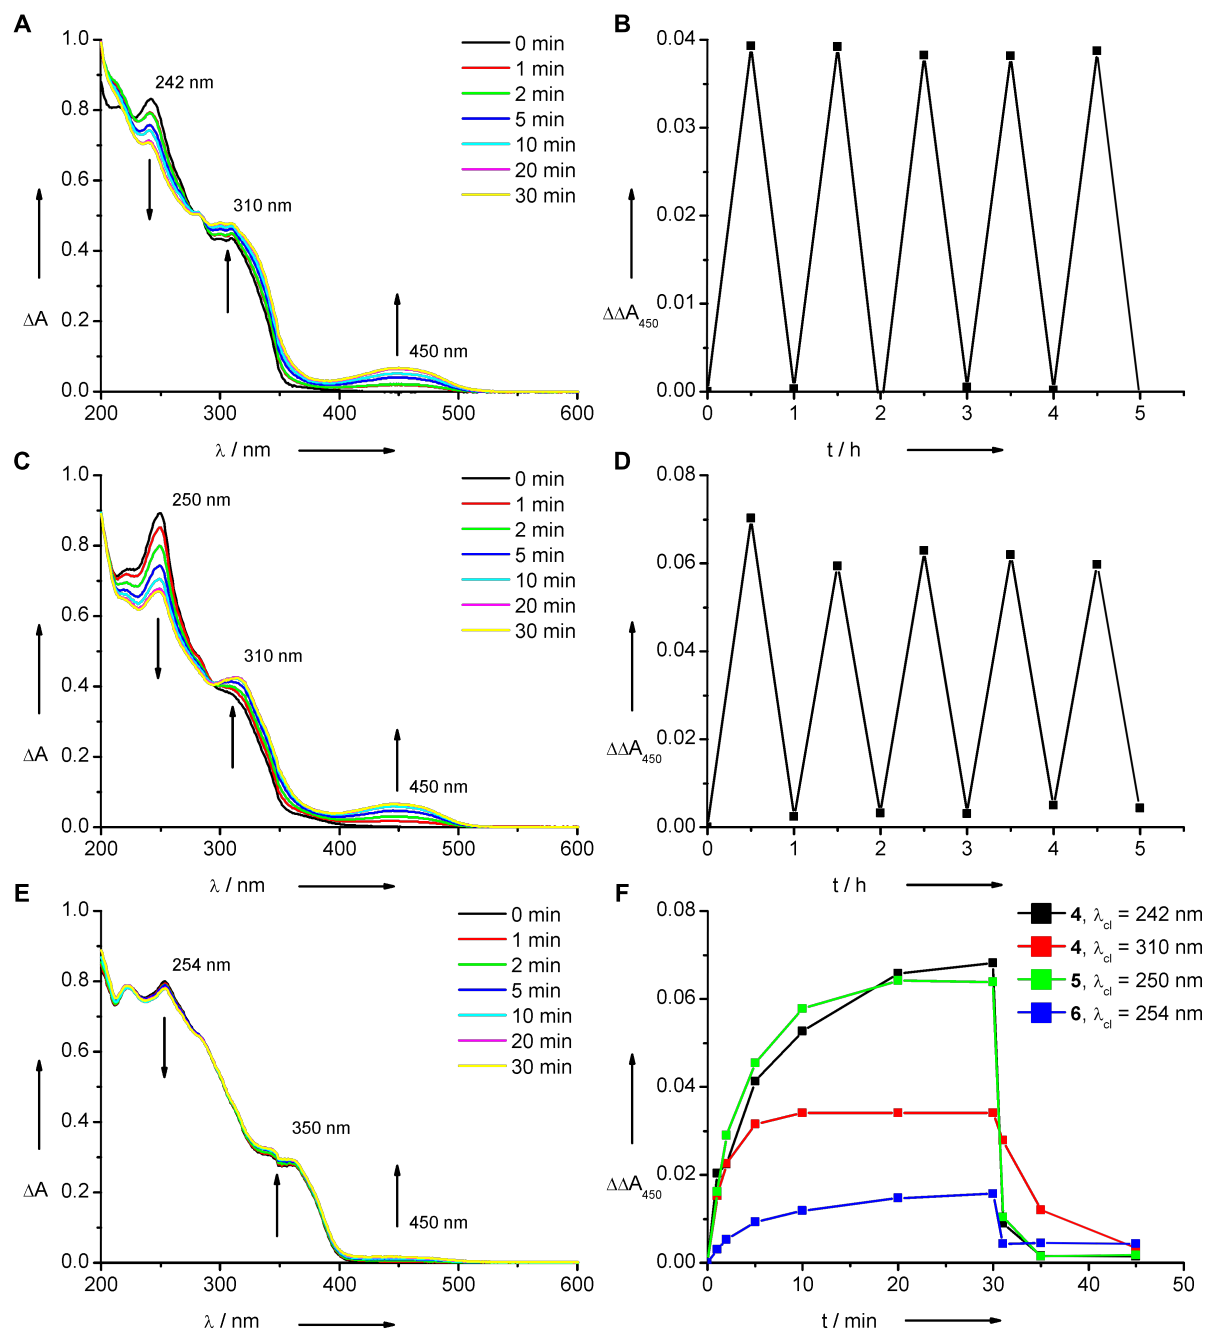 A
1.0
0.8
0.6
0.4
0.2
0.0
ΔA
200 300 400 500 600
λ / nm
242 nm
310 nm
450 nm
0 min
1 min
2 min
5 min
10 min
20 min
30 min
B
0.04
0.03
0.02
0.01
0.00
ΔΔA450
0 1 2 3 4 5
t / h
C
1.0
0.8
0.6
0.4
0.2
0.0
ΔA
200 300 400 500 600
λ / nm
250 nm
310 nm
450 nm
0 min
1 min
2 min
5 min
10 min
20 min
30 min
D
0.08
0.06
0.04
0.02
0.00
ΔΔA450
0 1 2 3 4 5
t / h
E
1.0
0.8
0.6
0.4
0.2
0.0
ΔA
200 300 400 500 600
λ / nm
254 nm
350 nm
450 nm
0 min
1 min
2 min
5 min
10 min
20 min
30 min
F
0.08
0.06
0.04
0.02
0.00
ΔΔA450
0 10 20 30 40 50
t / min
4, λcl = 242 nm
4, λcl = 310 nm
5, λcl = 250 nm
6, λcl = 254 nm